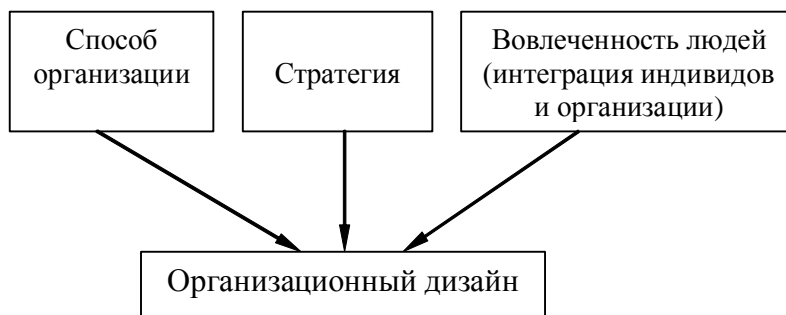 Способ
организации
Стратегия
Вовлеченность людей
(интеграция индивидов
и организации)
Организационный дизайн